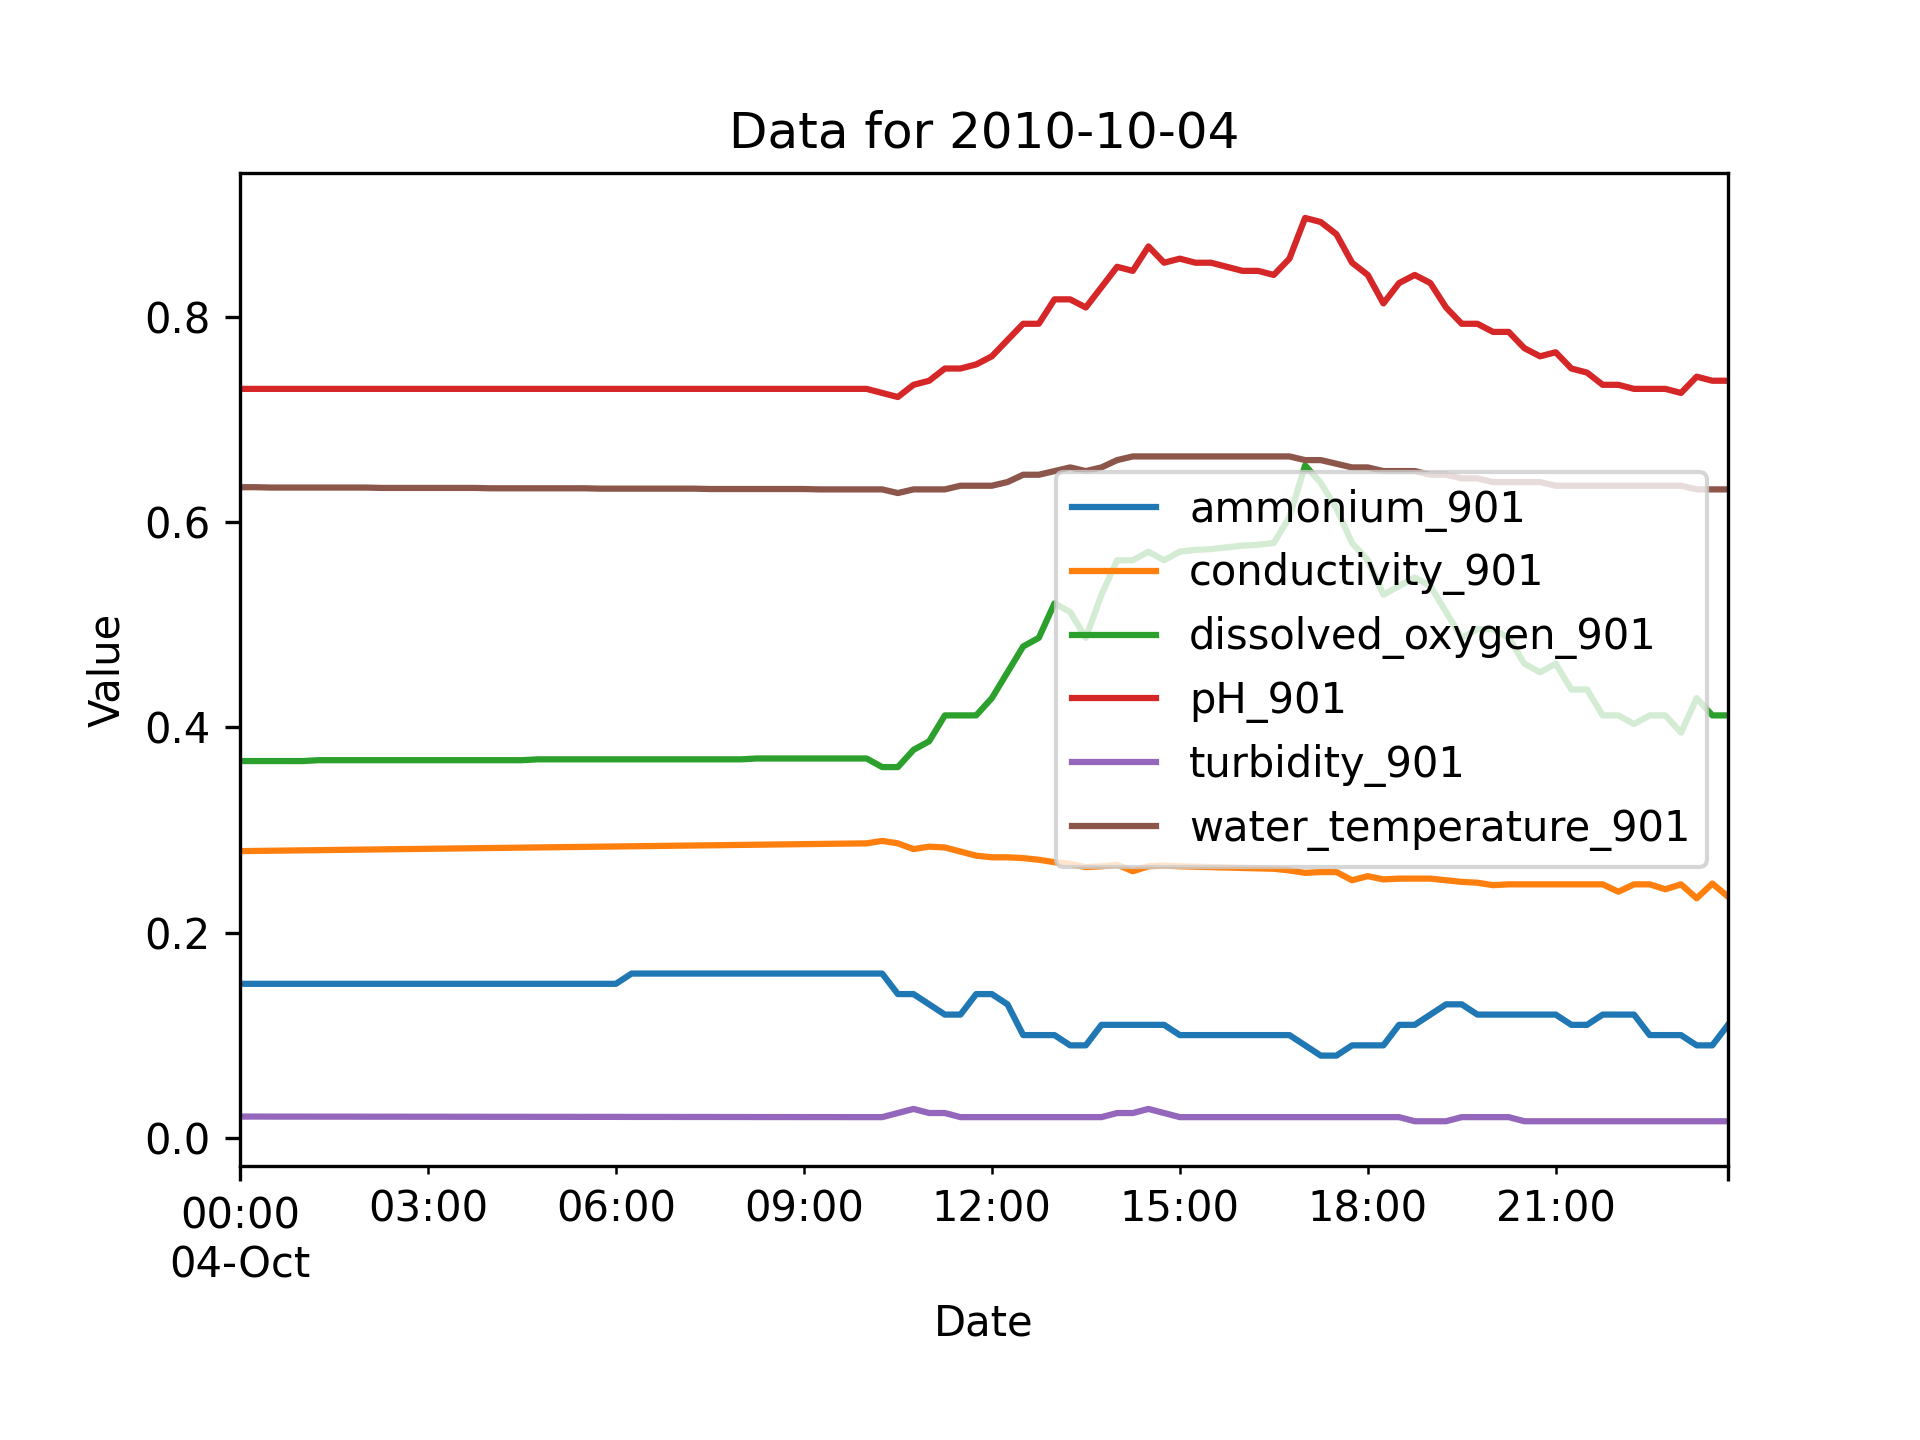 Data for 2010-10-04
Value
0.8
0.6
0.4
0.2
0.0
ammonium_901
conductivity_901
dissolved_oxygen_901
pH_901
turbidity_901
water_temperature_901
00:00 03:00 06:00 09:00 12:00 15:00 18:00 21:00
04-Oct
Date